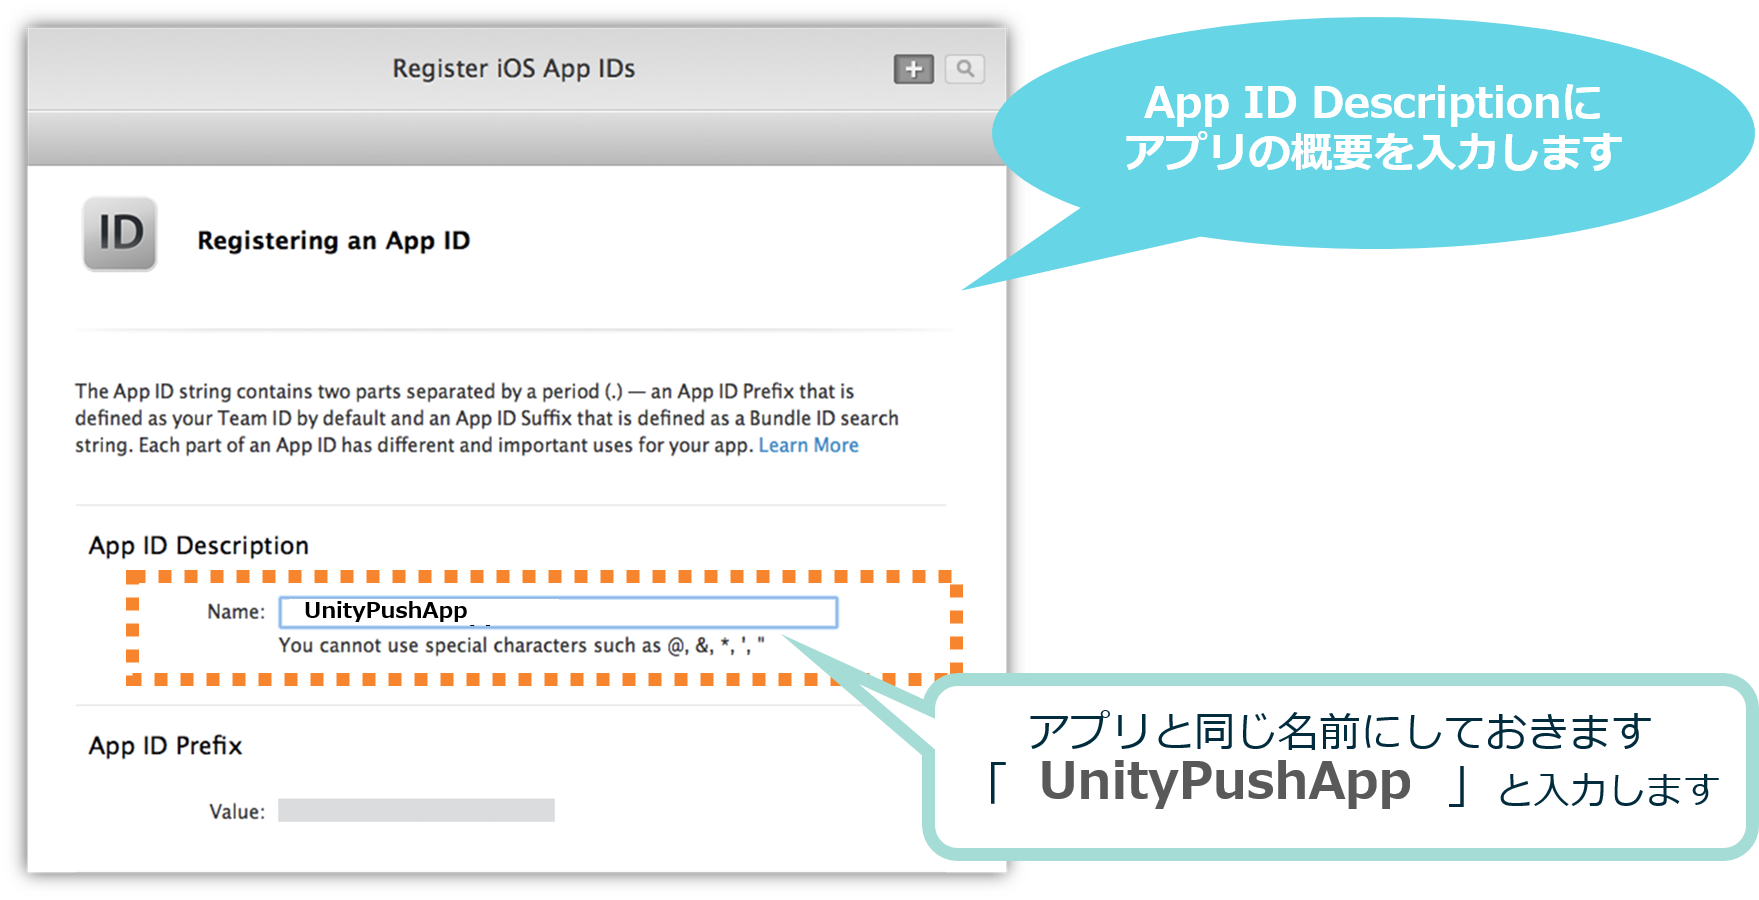 Register iOS App IDs
App ID Descriptionに
アプリの概要を入力します
ID
Registering an App ID
The App ID string contains two parts separated by a period (.) — an App ID Prefix that is
defined as your Team ID by default and an App ID Suffix that is defined as a Bundle ID search
string. Each part of an App ID has different and important uses for your app. Learn More
App ID Description
Name: UnityPushApp
You cannot use special characters such as @, &, *, ', "
アプリと同じ名前にしておきます
「 UnityPushApp 」と入力します
App ID Prefix
Value: